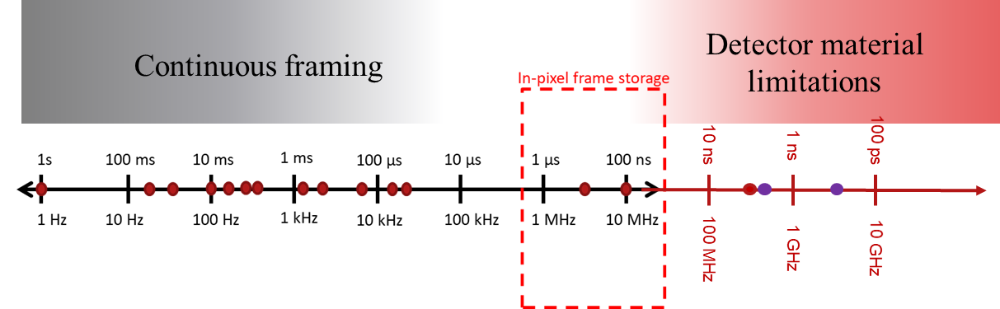 Continuous framing
Detector material
limitations
In-pixel frame storage
1s
100 ms
10 ms
1 ms
100 µs
10 µs
1 µs
100 ns
10 ns
1 ns
100 ps
1 Hz
10 Hz
100 Hz
1 kHz
10 kHz
100 kHz
1 MHz
10 MHz
100 MHz
1 GHz
10 GHz